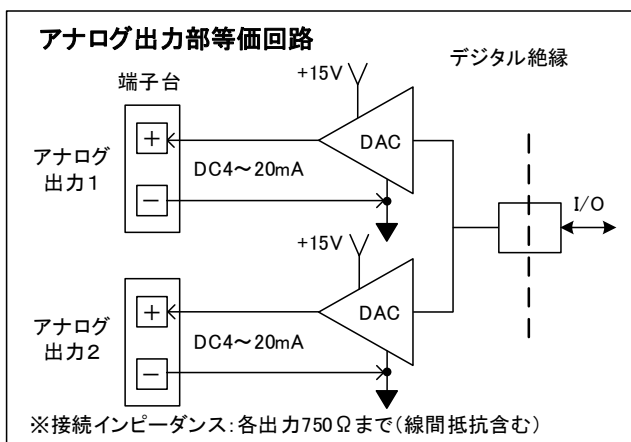 アナログ出力部等価回路
デジタル絶縁
端子台
+15V
アナログ
出力1
+
−
DAC
DC4～20mA
I/O
+15V
アナログ
出力2
+
−
DAC
DC4～20mA
※接続インピーダンス：各出力750Ωまで(線間抵抗含む)